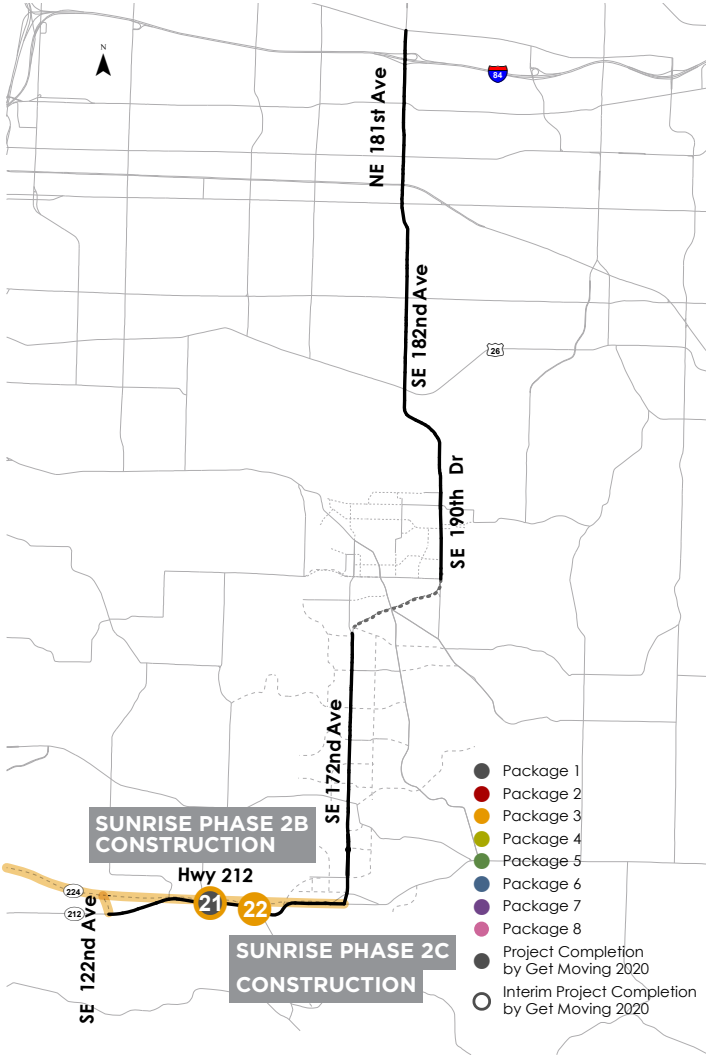 N
84
NE 181st Ave
SE 182nd Ave
26
SE 190th Dr
SE 172nd Ave
SUNRISE PHASE 2B
CONSTRUCTION
Hwy 212
224
21
22
212
SE 122nd Ave
SUNRISE PHASE 2C
CONSTRUCTION
Package 1
Package 2
Package 3
Package 4
Package 5
Package 6
Package 7
Package 8
Project Completion
by Get Moving 2020
Interim Project Completion
by Get Moving 2020